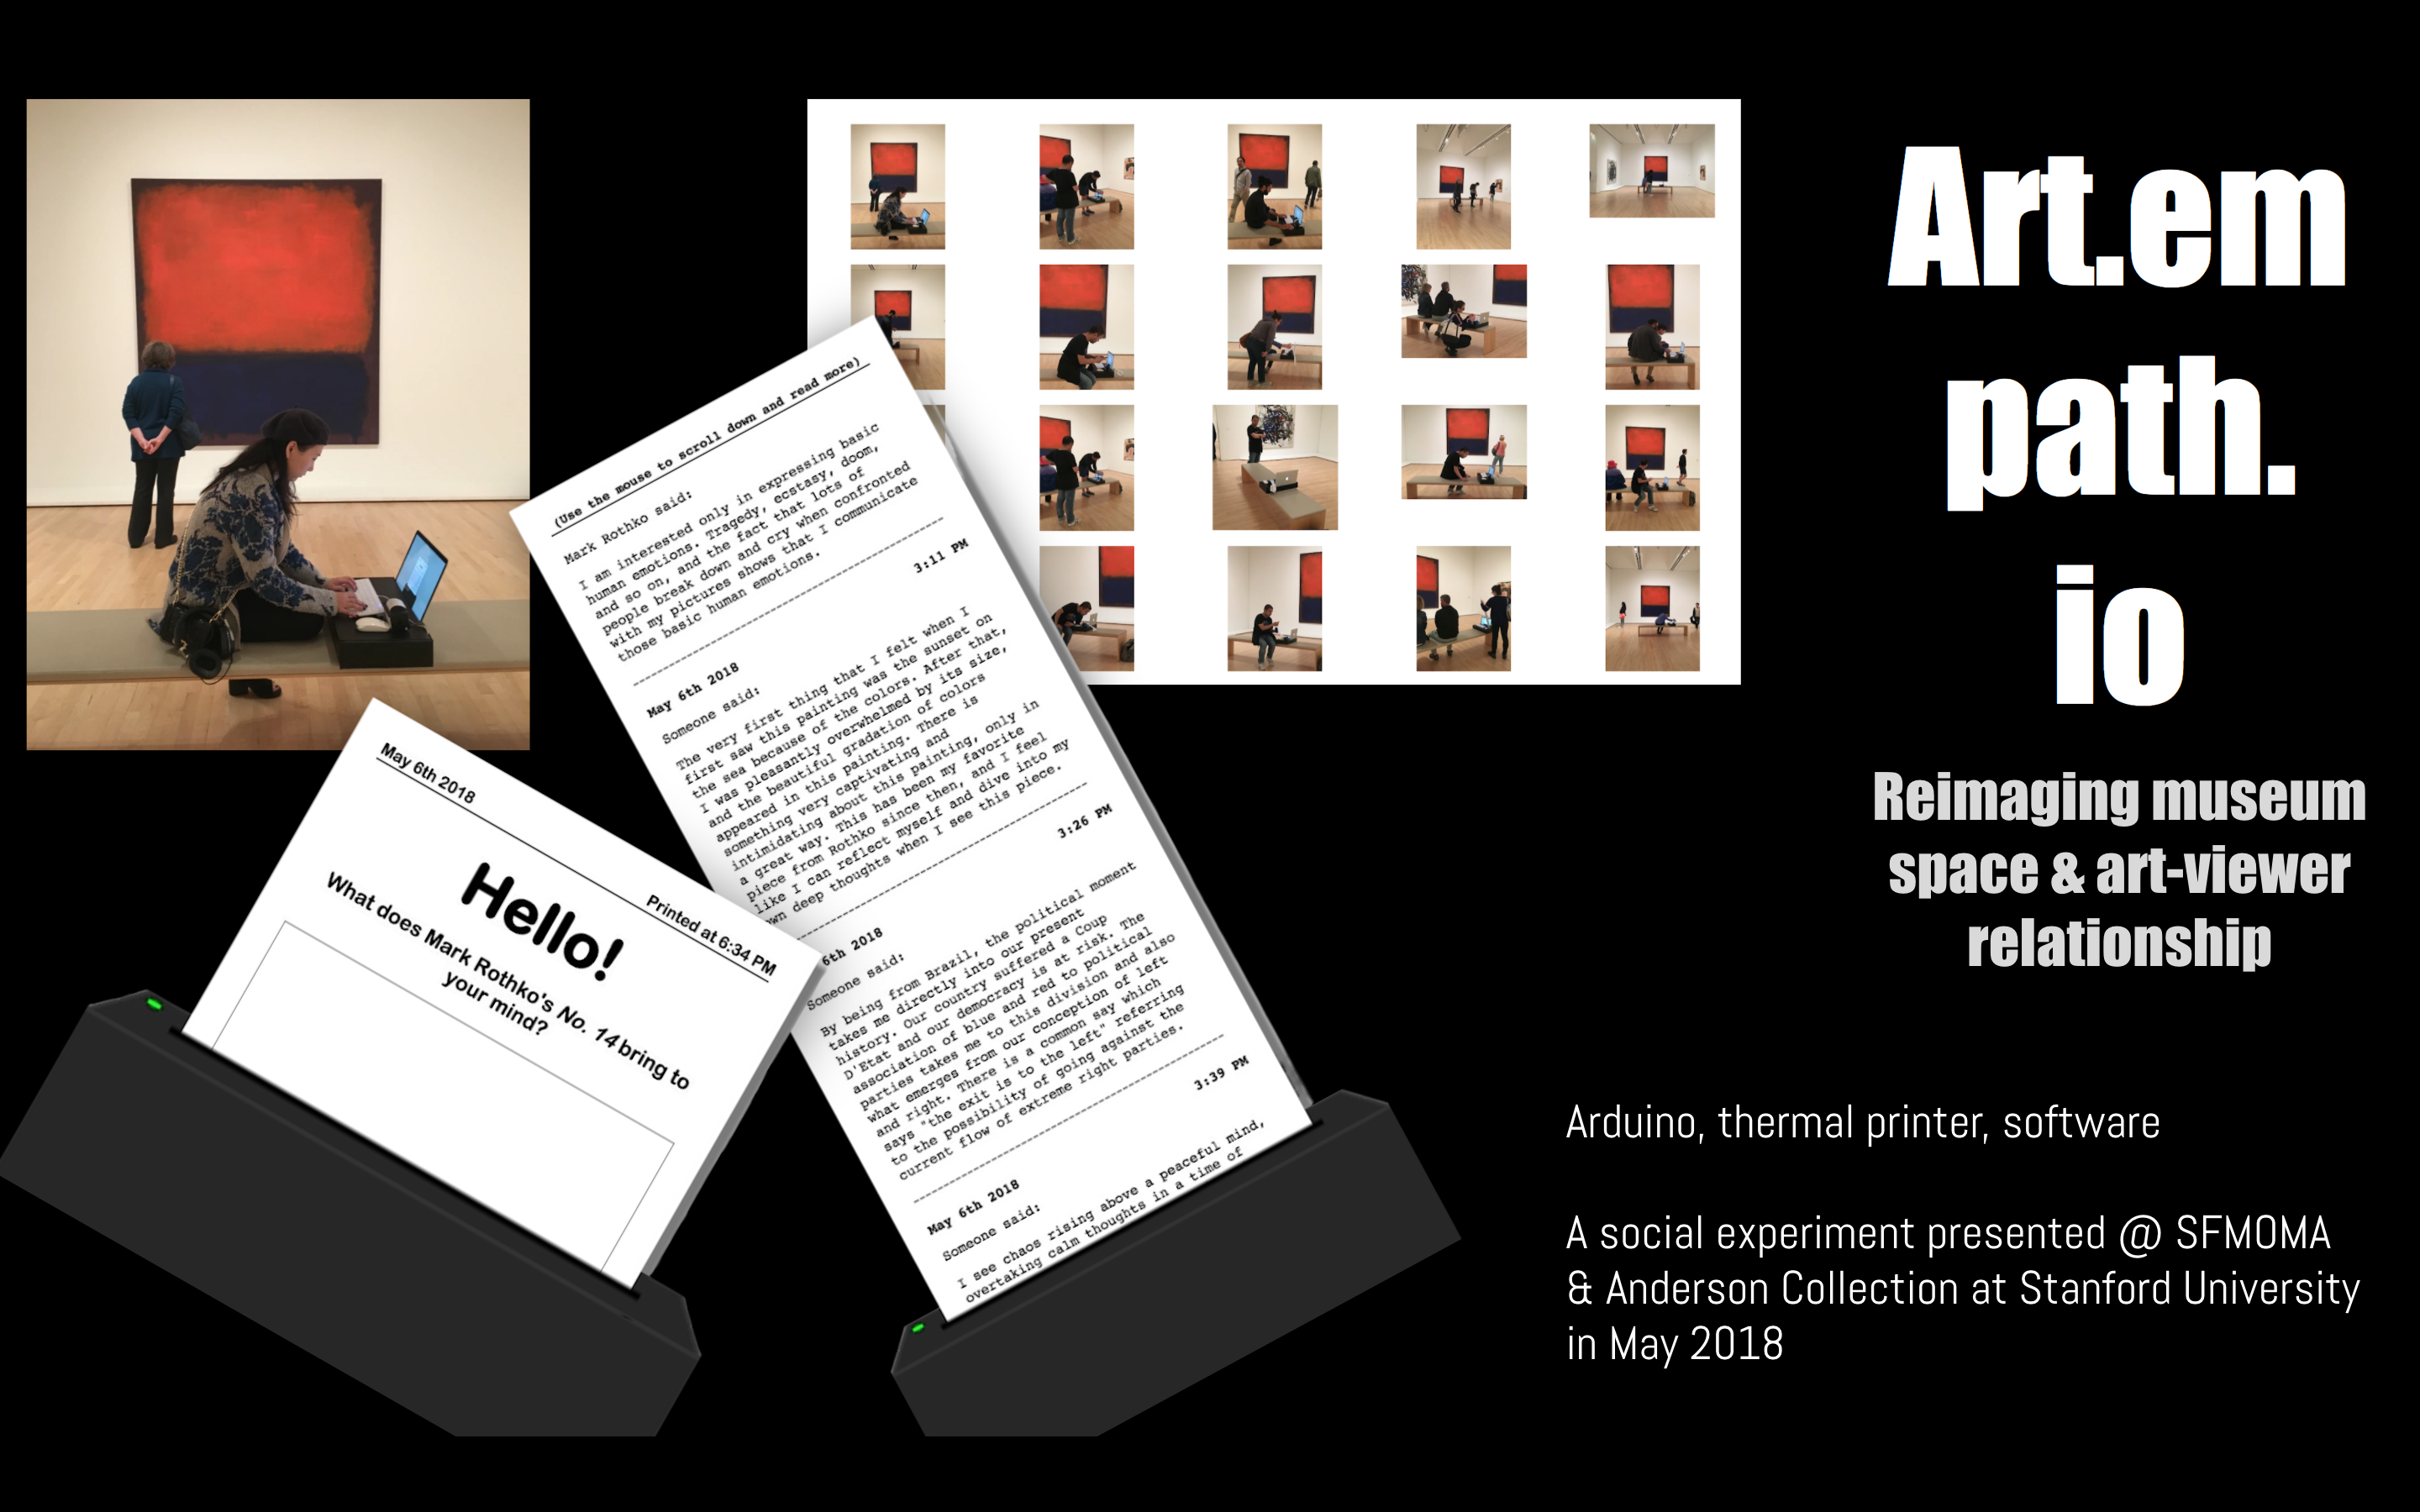 Art.em
path.
io
Reimaging museum
space & art-viewer
relationship
Arduino, thermal printer, software
A social experiment presented @ SFMOMA
& Anderson Collection at Stanford University
in May 2018
May 6th 2018
Printed at 6:34 PM
Hello!
What does Mark Rothko's No. 14 bring to
your mind?
(Use the mouse to scroll down and read more)
Mark Rothko said:
I am interested only in expressing basic
human emotions. Tragedy, ecstasy, doom,
and so on, and the fact that lots of
people break down and cry when confronted
with my pictures shows that I communicate
those basic human emotions.
3:11 PM
May 6th 2018
Someone said:
The very first thing that I felt when I
first saw this painting was the sunset on
the sea because of the colors. After that,
I was pleasantly overwhelmed by its size,
and the beautiful gradation of colors
appeared in this painting. There is
something very captivating and
intimidating about this painting, only in
a great way. This has been my favorite
piece from Rothko since then, and I feel
like I can reflect myself and dive into my
wn deep thoughts when I see this piece.
3:26 PM
6th 2018
Someone said:
By being from Brazil, the political moment
takes me directly into our present
history. Our country suffered a Coup
D'Etat and our democracy is at risk. The
association of blue and red to political
parties takes me to this division and also
what emerges from our conception of left
and right. There is a common say which
says "the exit is to the left" referring
to the possibility of going against the
current flow of extreme right parties.
3:39 PM
May 6th 2018
Someone said:
I see chaos rising above a peaceful mind,
overtaking calm thoughts in a time of